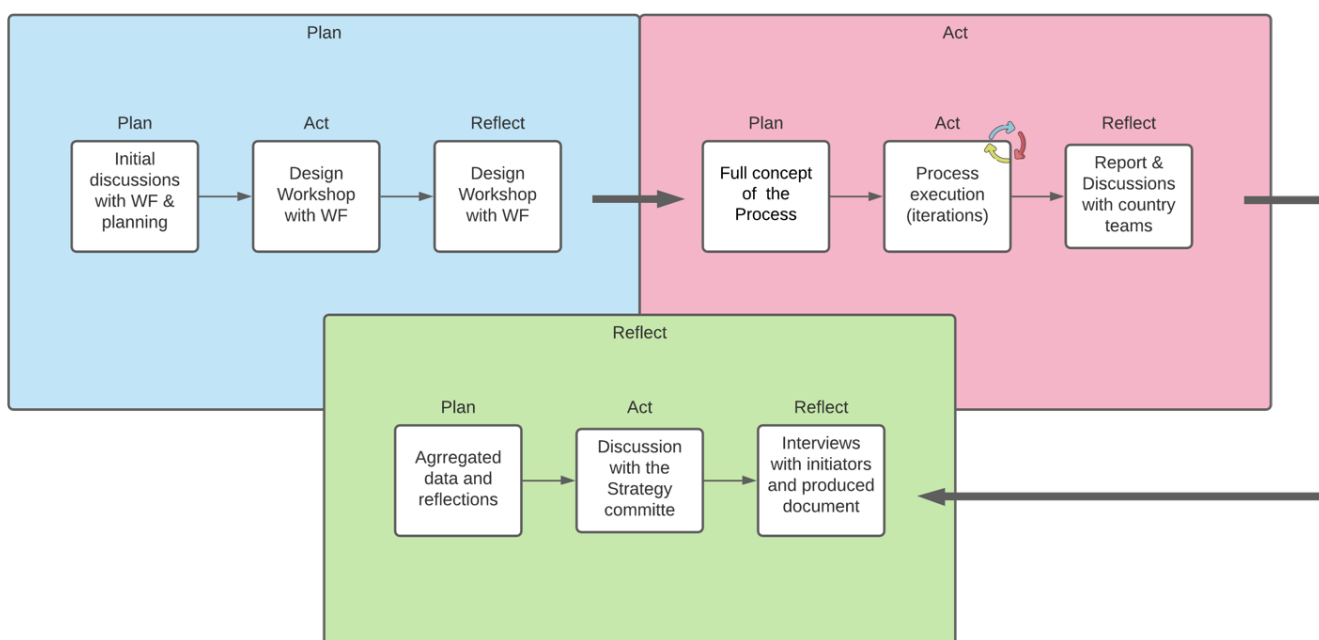 Plan
Plan
Initial
discussions
with WF &
planning
Act
Design
Workshop
with WF
Reflect
Design
Workshop
with WF
Act
Plan
Full concept
of the
Process
Act
Process
execution
(iterations)
Reflect
Report &
Discussions
with country
teams
Reflect
Plan
Agrregated
data and
reflections
Act
Discussion
with the
Strategy
committe
Reflect
Interviews
with initiators
and produced
document